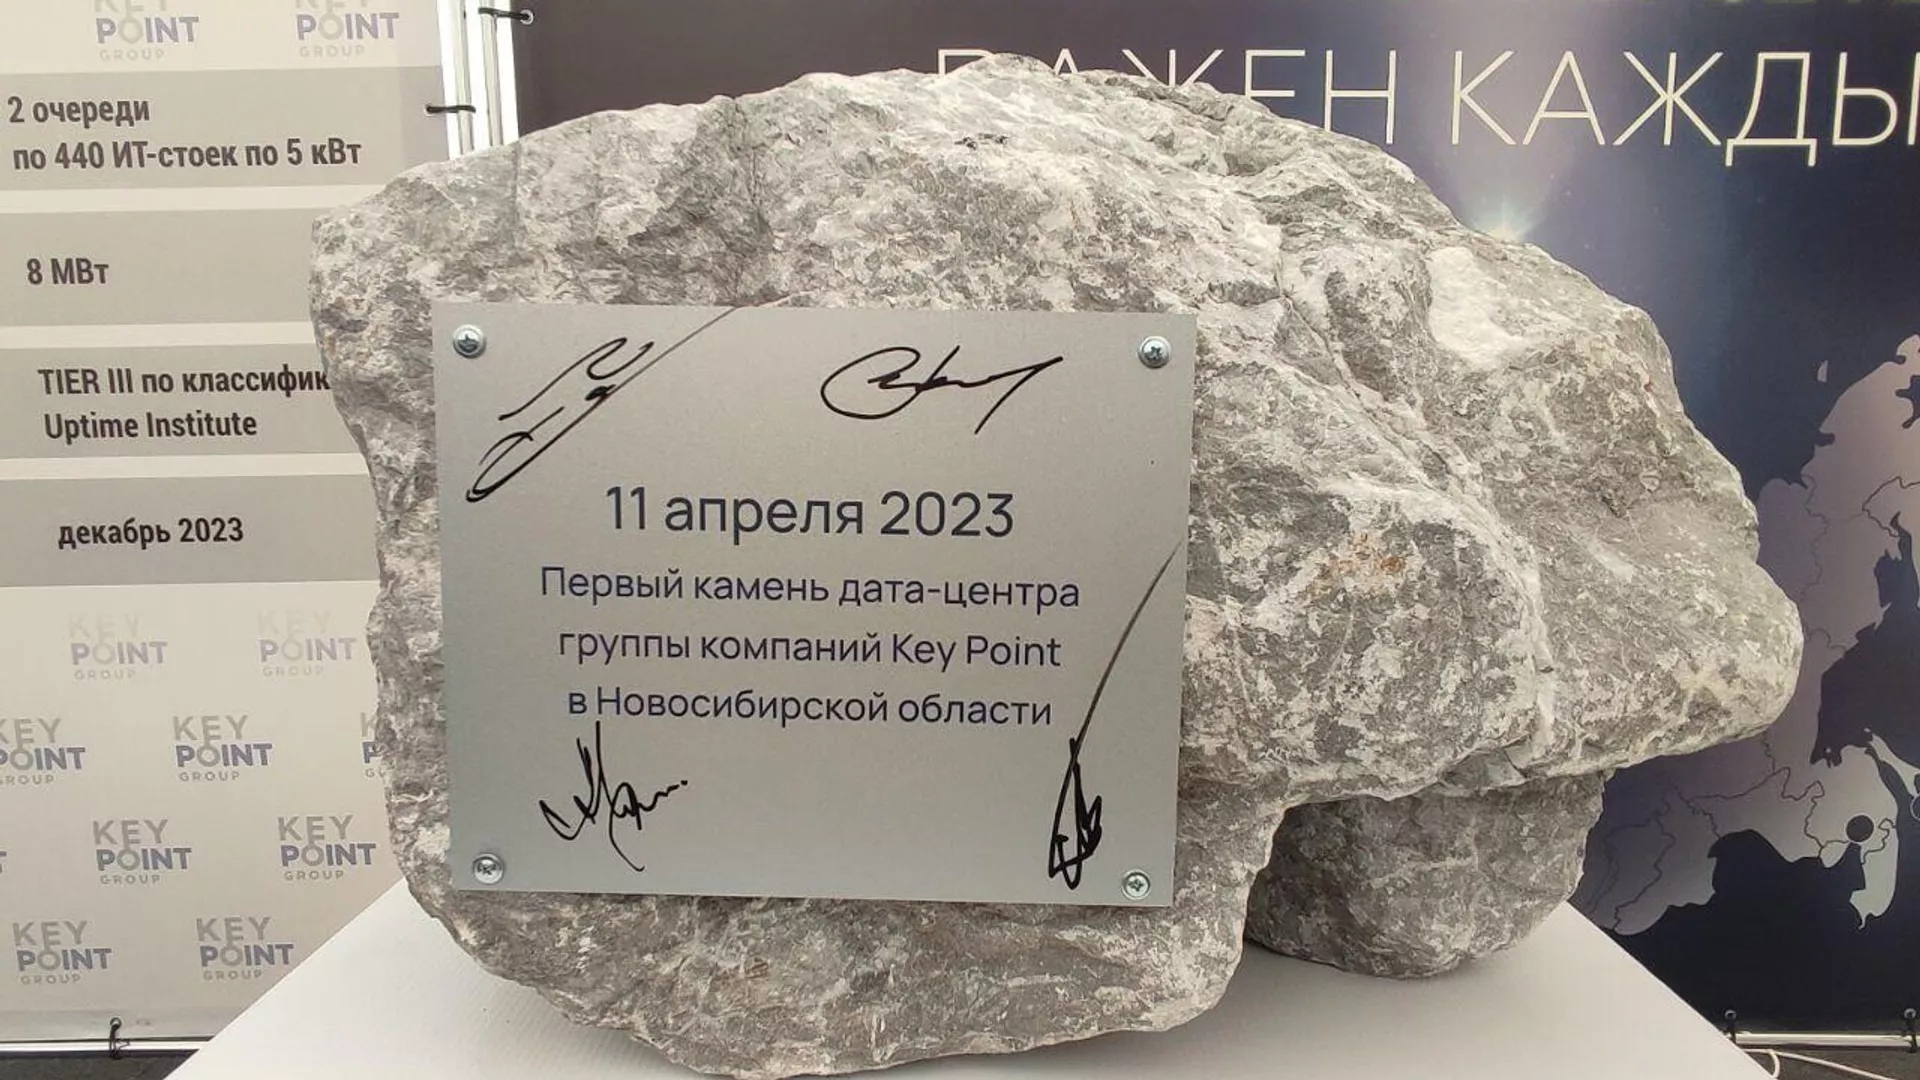 KEY
POINT
GROUP
KEY
POINT
GROUP
2 очереди
по 440 ИТ-стоек по 5 кВт
8 МВт
TIER III по классифик
Uptime Institute
декабрь 2023
KEY
POINT
GROUP
KEY
POINT
GROUP
KEY
POINT
GROUP
KEY
POINT
GROUP
KEY
POINT
GROUP
KEY
POINT
GROUP
KEY
POINT
GROUP
KEY
POINT
GROUP
ВАЖЕН КАЖДЫ
11 апреля 2023
Первый камень дата-центра
группы компаний Key Point
в Новосибирской области